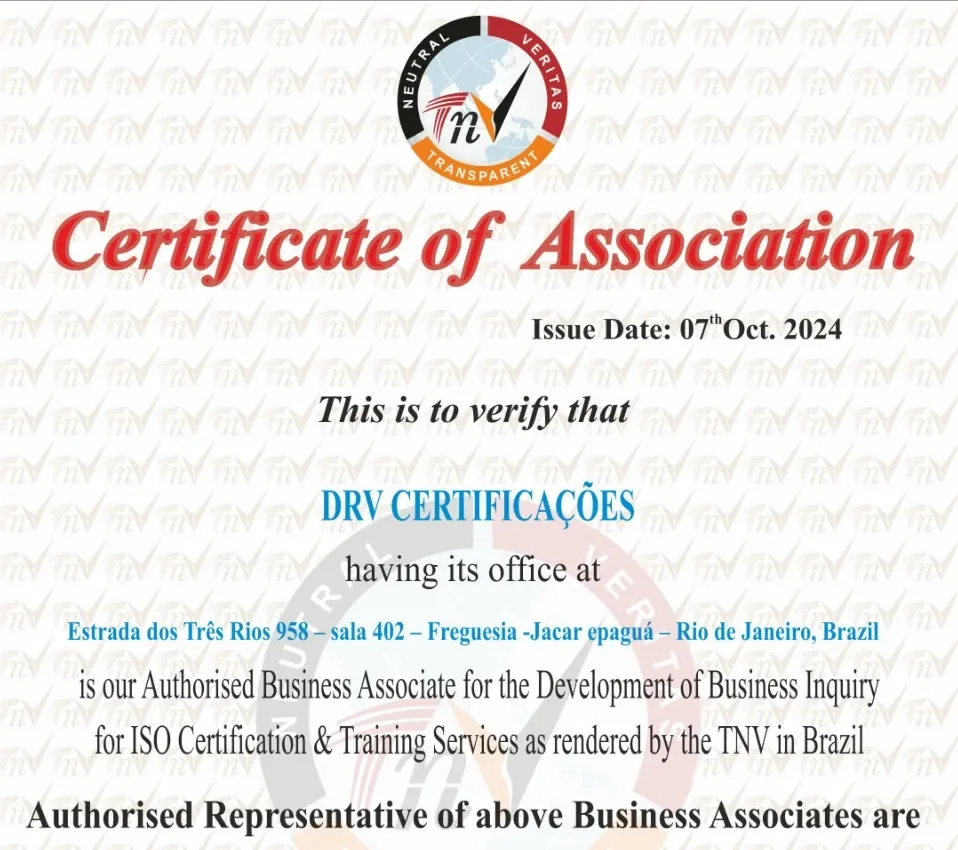 NEUTRAL VERITAS
TnV
TRANSPARENT
Certificate of Association
Issue Date: 07th Oct. 2024
This is to verify that
DRV CERTIFICAÇÕES
having its office at
Estrada dos Três Rios 958 – sala 402 – Freguesia -Jacar epaguá – Rio de Janeiro, Brazil
is our Authorised Business Associate for the Development of Business Inquiry
for ISO Certification & Training Services as rendered by the TNV in Brazil
Authorised Representative of above Business Associates are